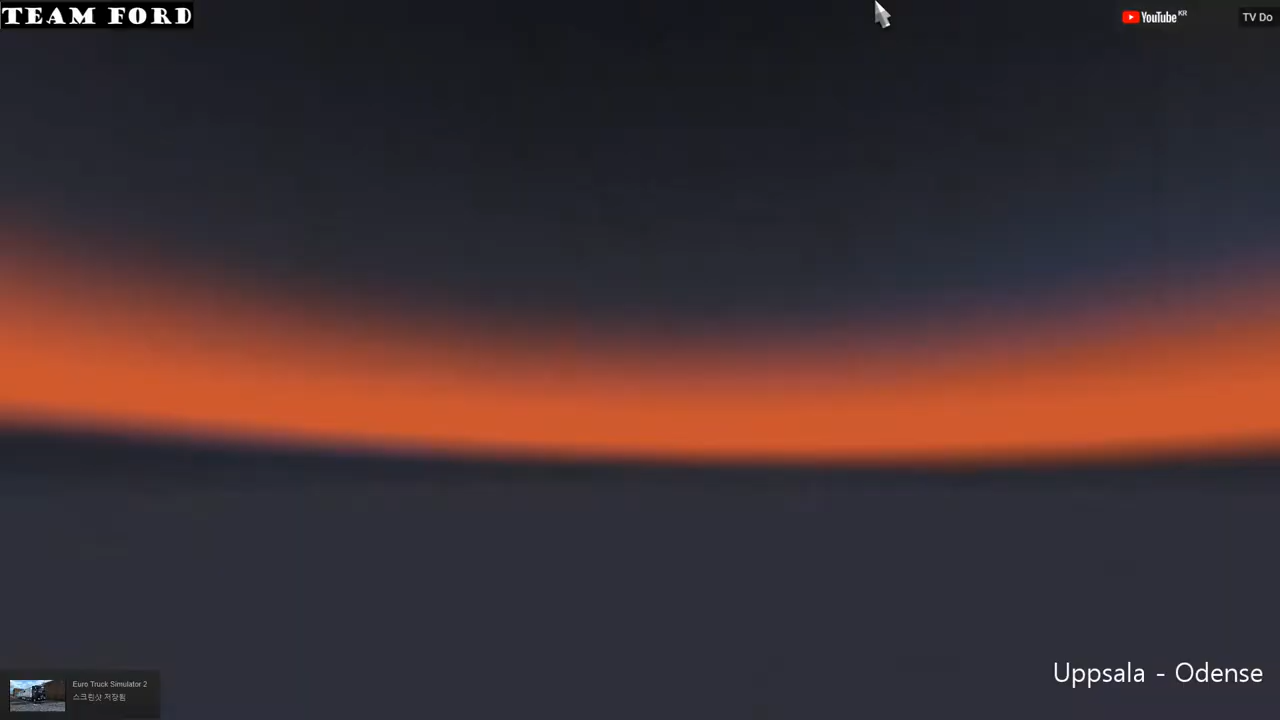 TEAM FORD
YouTube KR
TV Do
Uppsala - Odense
Euro Truck Simulator 2
스크린샷 저장됨